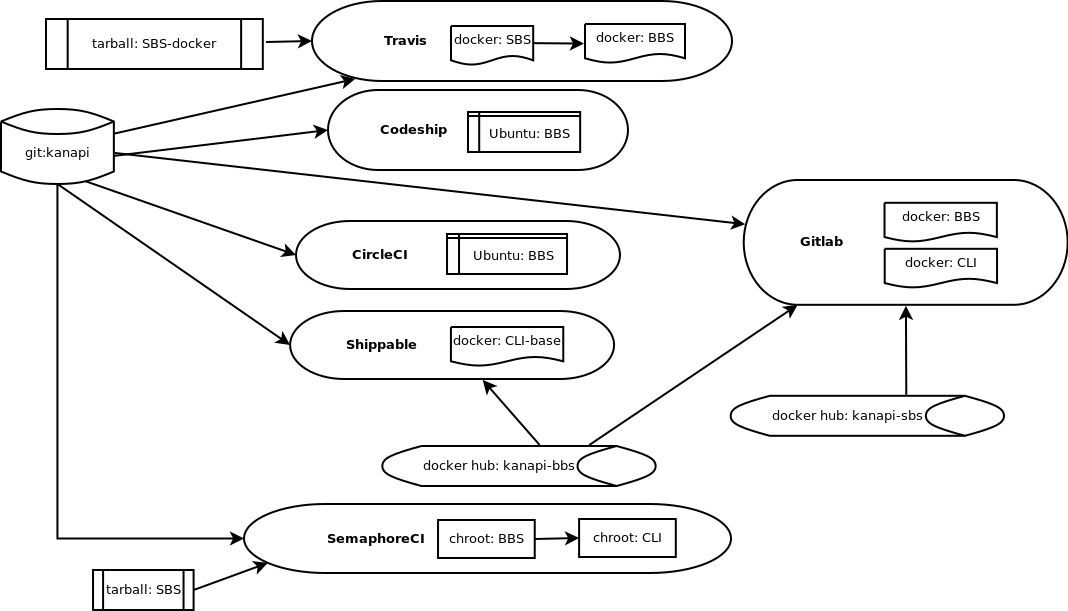 tarball: SBS-docker
Travis
docker: SBS
docker: BBS
git:kanapi
Codeship
Ubuntu: BBS
Gitlab
docker: BBS
docker: CLI
CircleCI
Ubuntu: BBS
Shippable
docker: CLI-base
docker hub: kanapi-sbs
docker hub: kanapi-bbs
SemaphoreCI
chroot: BBS
chroot: CLI
tarball: SBS